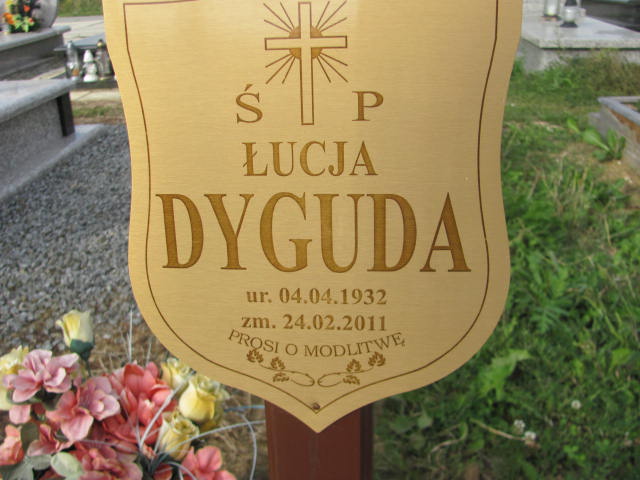 Ś P
ŁUCJA
DYGUDA
ur. 04.04.1932
zm. 24.02.2011
PROSI O MODLITWĘ